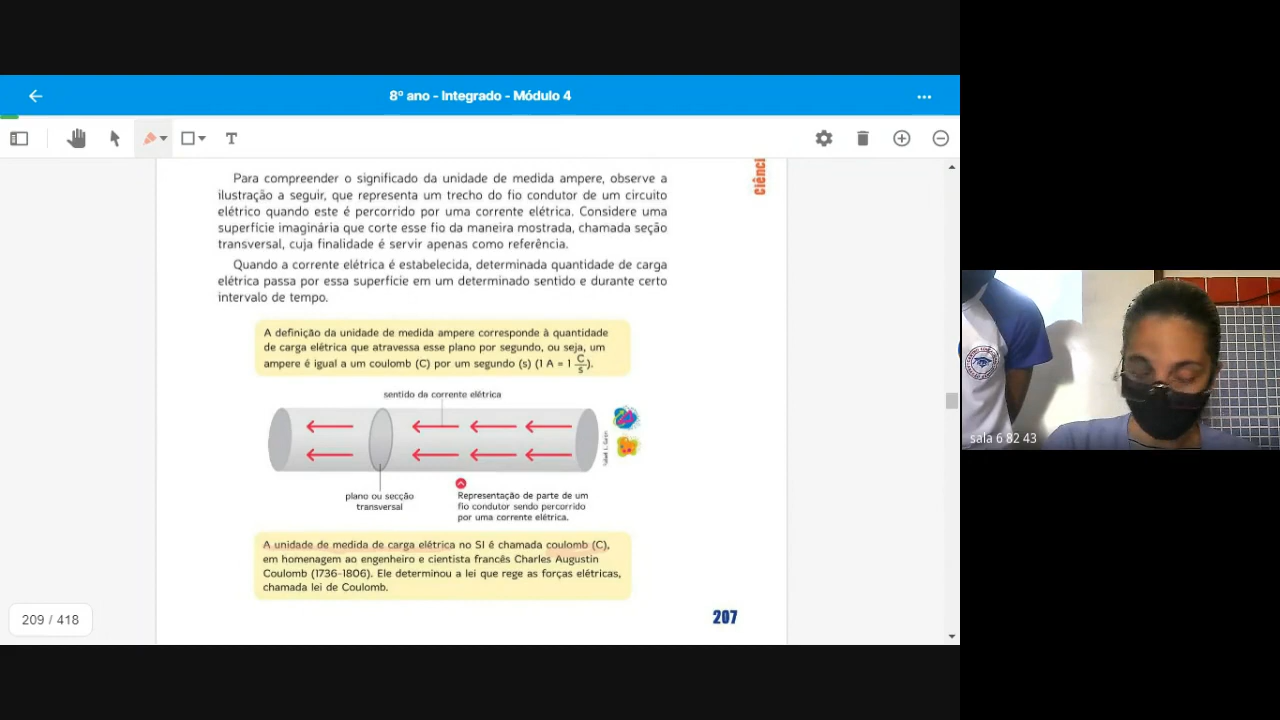 8º ano - Integrado - Módulo 4
T
Ciênci
Para compreender o significado da unidade de medida ampere, observe a
ilustração a seguir, que representa um trecho do fio condutor de um circuito
elétrico quando este é percorrido por uma corrente elétrica. Considere uma
superfície imaginária que corte esse fio da maneira mostrada, chamada seção
transversal, cuja finalidade é servir apenas como referência.
Quando a corrente elétrica é estabelecida, determinada quantidade de carga
elétrica passa por essa superfície em um determinado sentido e durante certo
intervalo de tempo.
A definição da unidade de medida ampere corresponde à quantidade
de carga elétrica que atravessa esse plano por segundo, ou seja, um
ampere é igual a um coulomb (C) por um segundo (s) (1 A = 1 C/s).
sentido da corrente elétrica
plano ou secção
transversal
Representação de parte de um
fio condutor sendo percorrido
por uma corrente elétrica.
A unidade de medida de carga elétrica no SI é chamada coulomb (C),
em homenagem ao engenheiro e cientista francês Charles Augustin
Coulomb (1736-1806). Ele determinou a lei que rege as forças elétricas,
chamada lei de Coulomb.
209 / 418
207
sala 6 82 43